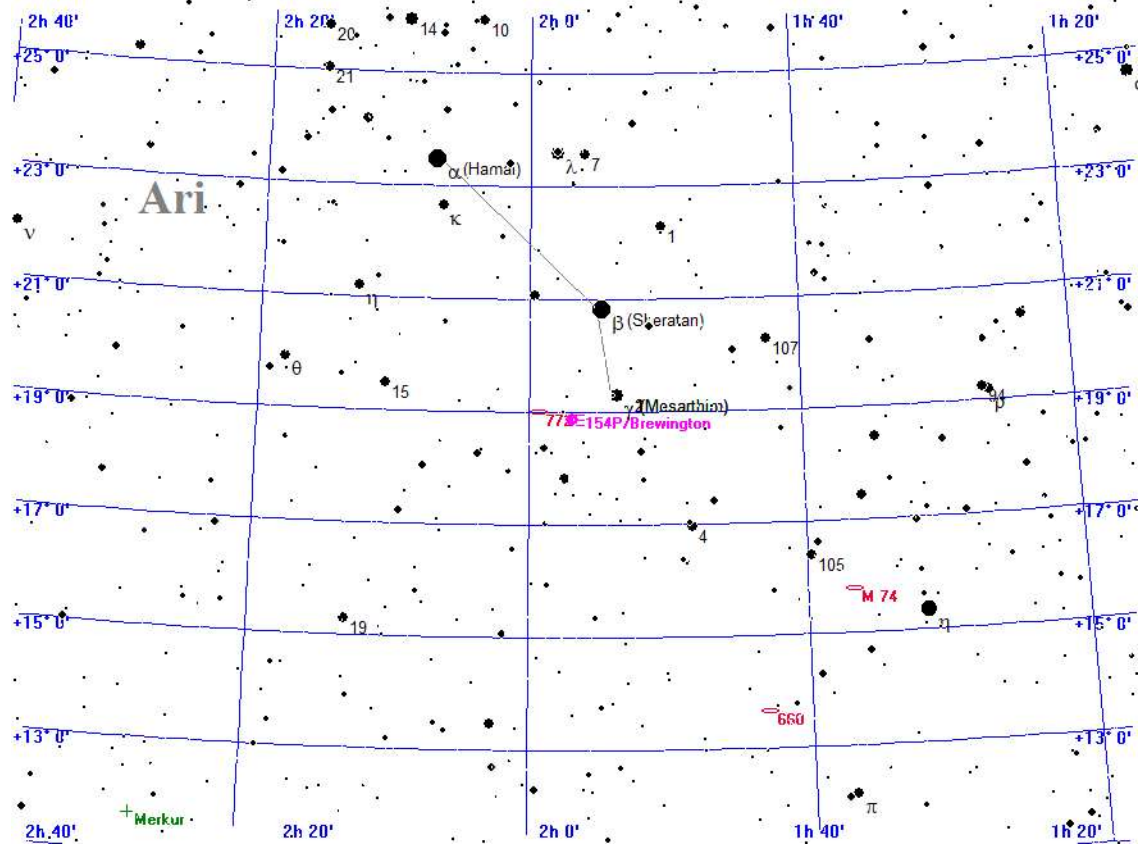 2h 40' 2h 20' 2h 0' 1h 40' 1h 20'
20 14 10
+25° 0' +25° 0'
21
α (Hamal) λ 7
+23° 0' +23° 0'
Ari
κ
ν 1
+21° 0' +21° 0'
η
β (Sheratan)
107
θ
15
+19° 0' 94 +19° 0'
ρ
γ2 (Mesarthim)
772 154P/Brewington
+17° 0' +17° 0'
4
105
M 74
+15° 0' 19 η +15° 0'
660
+13° 0' +13° 0'
π
Merkur
2h 40' 2h 20' 2h 0' 1h 40' 1h 20'